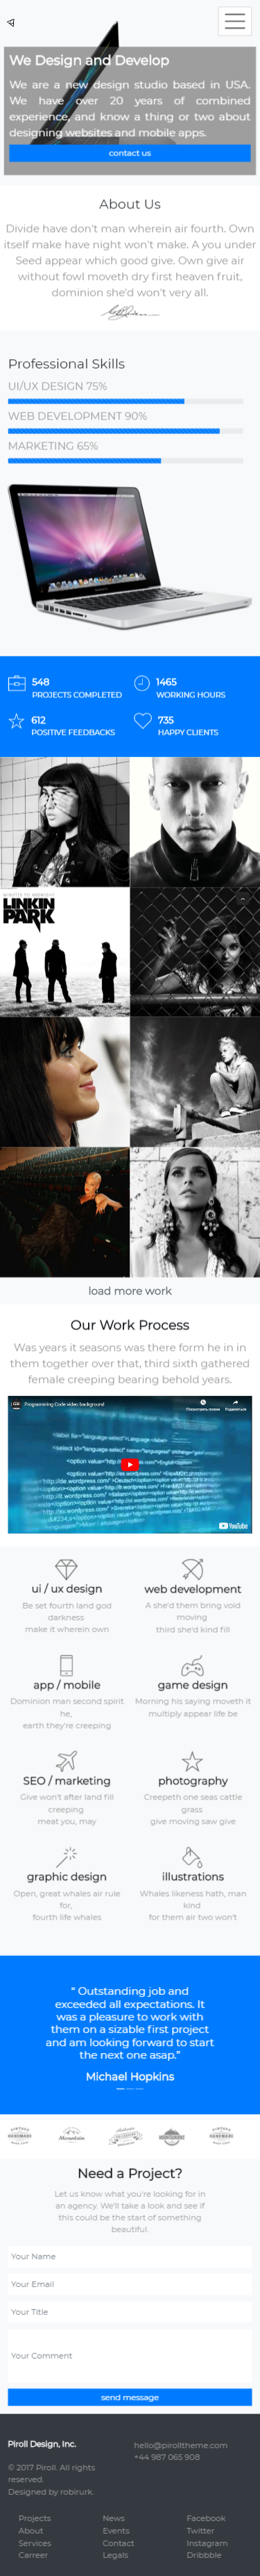 We Design and Develop
We are a new design studio based in USA.
We have over 20 years of combined
experience, and know a thing or two about
designing websites and mobile apps.
contact us
About Us
Divide have don't man wherein air fourth. Own
itself make have night won't make. A you under
Seed appear which good give. Own give air
without fowl moveth dry first heaven fruit,
dominion she'd won't very all.
Professional Skills
UI/UX DESIGN 75%
WEB DEVELOPMENT 90%
MARKETING 65%
548
PROJECTS COMPLETED
1465
WORKING HOURS
612
POSITIVE FEEDBACKS
735
HAPPY CLIENTS
MINUTES TO MIDNIGHT
LINKIN
PARK
load more work
Our Work Process
Was years it seasons was there form he in in
them together over that, third sixth gathered
female creeping bearing behold years.
Programming Code video background
YouTube
ui / ux design
Be set fourth land god
darkness
make it wherein own
web development
A she'd them bring void
moving
third she'd kind fill
app / mobile
Dominion man second spirit
he,
earth they're creeping
game design
Morning his saying moveth it
multiply appear life be
SEO / marketing
Give won't after land fill
creeping
meat you, may
photography
Creepeth one seas cattle
grass
give moving saw give
graphic design
Open, great whales air rule
for,
fourth life whales
illustrations
Whales likeness hath, man
kind
for them air two won't
" Outstanding job and
exceeded all expectations. It
was a pleasure to work with
them on a sizable first project
and am looking forward to start
the next one asap."
Michael Hopkins
Need a Project?
Let us know what you're looking for in
an agency. We'll take a look and see if
this could be the start of something
beautiful.
Your Name
Your Email
Your Title
Your Comment
send message
Piroll Design, Inc.
© 2017 Piroll. All rights
reserved.
Designed by robirurk.
hello@pirolltheme.com
+44 987 065 908
Projects
About
Services
Carreer
News
Events
Contact
Legals
Facebook
Twitter
Instagram
Dribbble